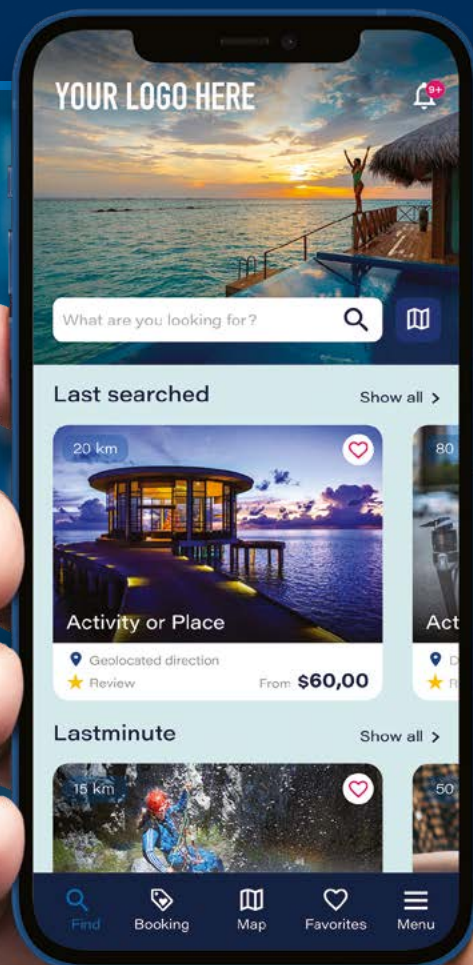 YOUR LOGO HERE
9+
What are you looking for?
Last searched
Show all >
20 km
80
Activity or Place
Act
Geolocated direction
D
Review
From $60,00
R
Lastminute
Show all >
15 km
50
Find
Booking
Map
Favorites
Menu